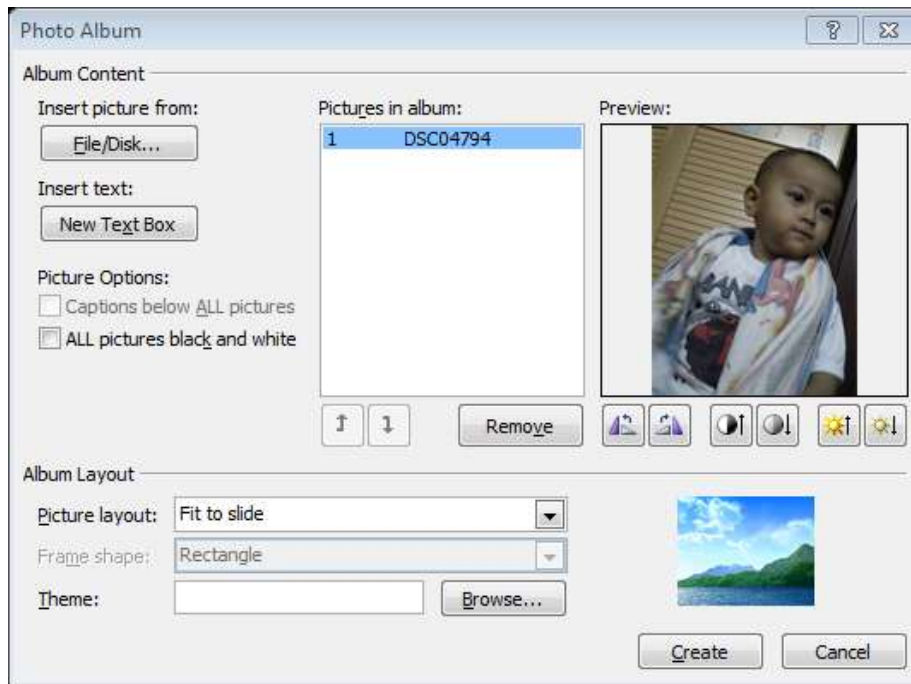 Photo Album
Album Content
Insert picture from:
File/Disk...
Insert text:
New Text Box
Picture Options:
Captions below ALL pictures
ALL pictures black and white
Pictures in album:
1 DSC04794
Remove
Preview:
Album Layout
Picture layout: Fit to slide
Frame shape: Rectangle
Theme:
Browse...
Create
Cancel